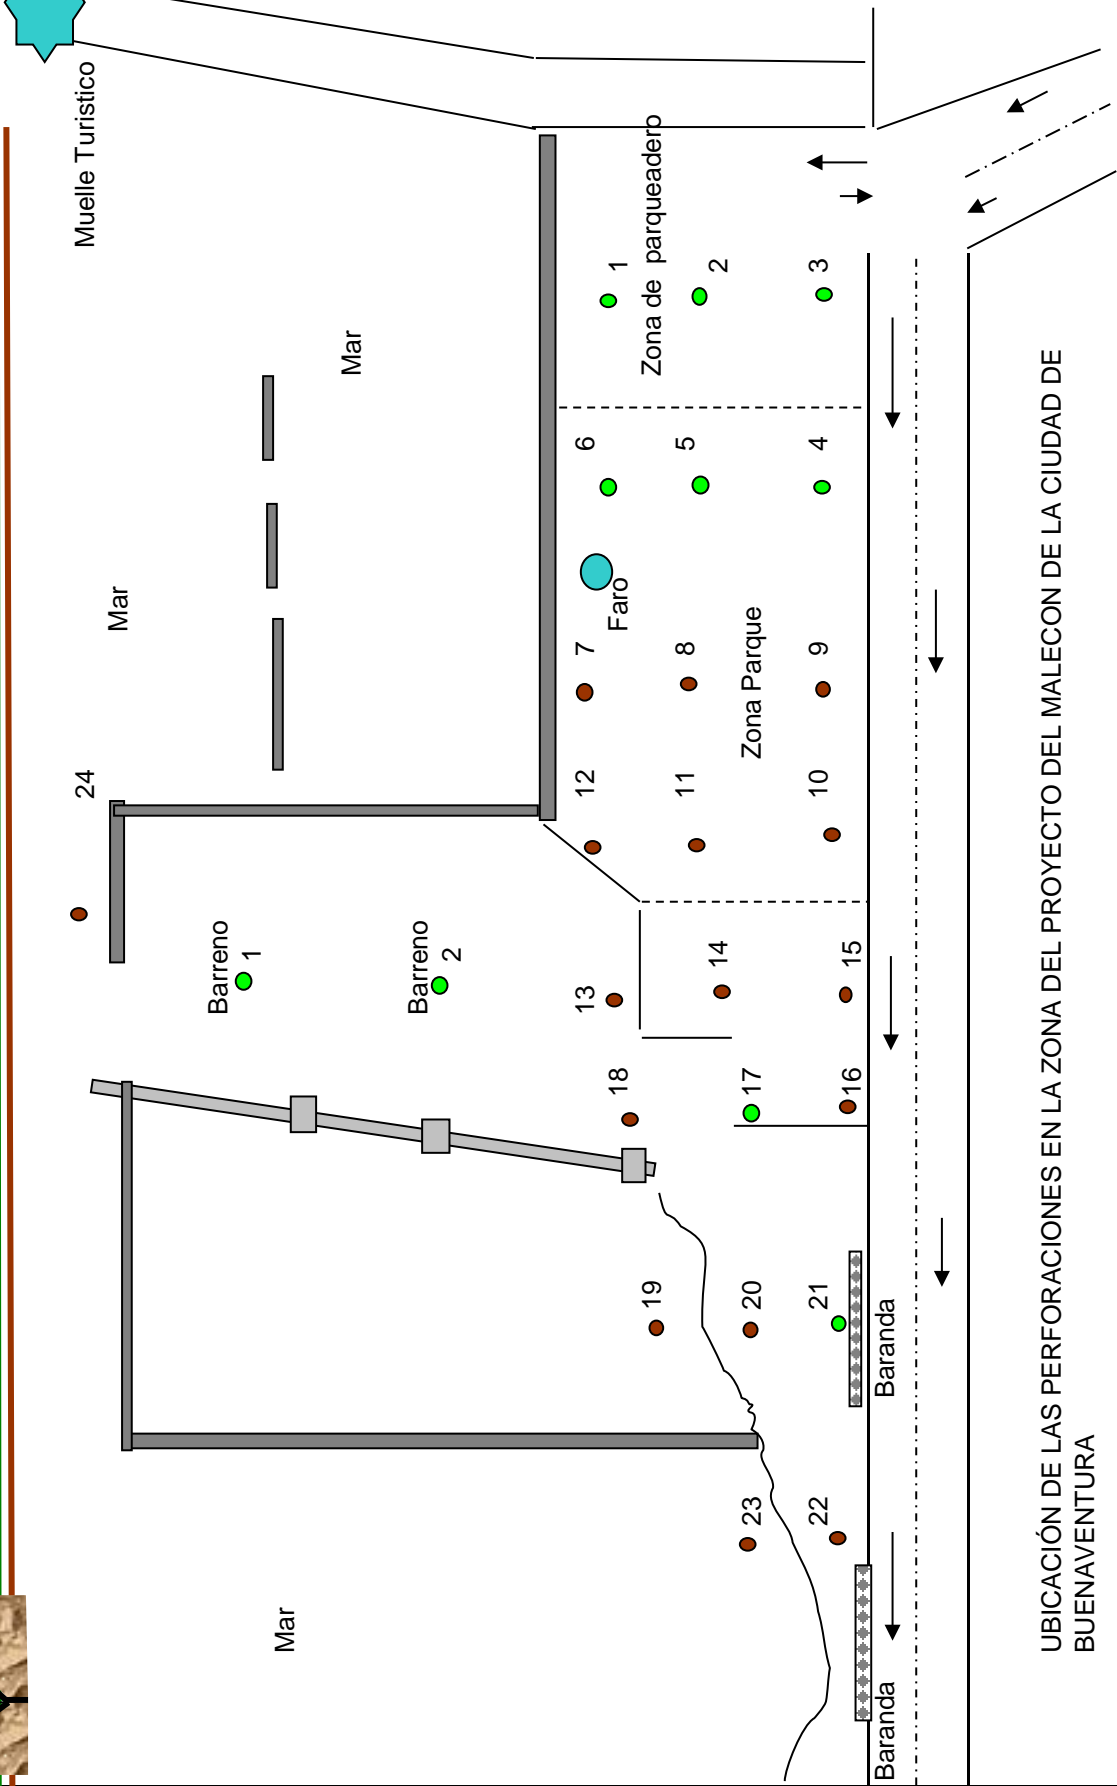 Muelle Turistico
Mar
Mar
Mar
24
Barreno
1
Barreno
2
Zona de parqueadero
1
2
3
6
5
4
Faro
7
8
9
Zona Parque
12
11
10
13
14
15
18
17
16
19
20
21
Baranda
23
22
Baranda
UBICACIÓN DE LAS PERFORACIONES EN LA ZONA DEL PROYECTO DEL MALECON DE LA CIUDAD DE
BUENAVENTURA